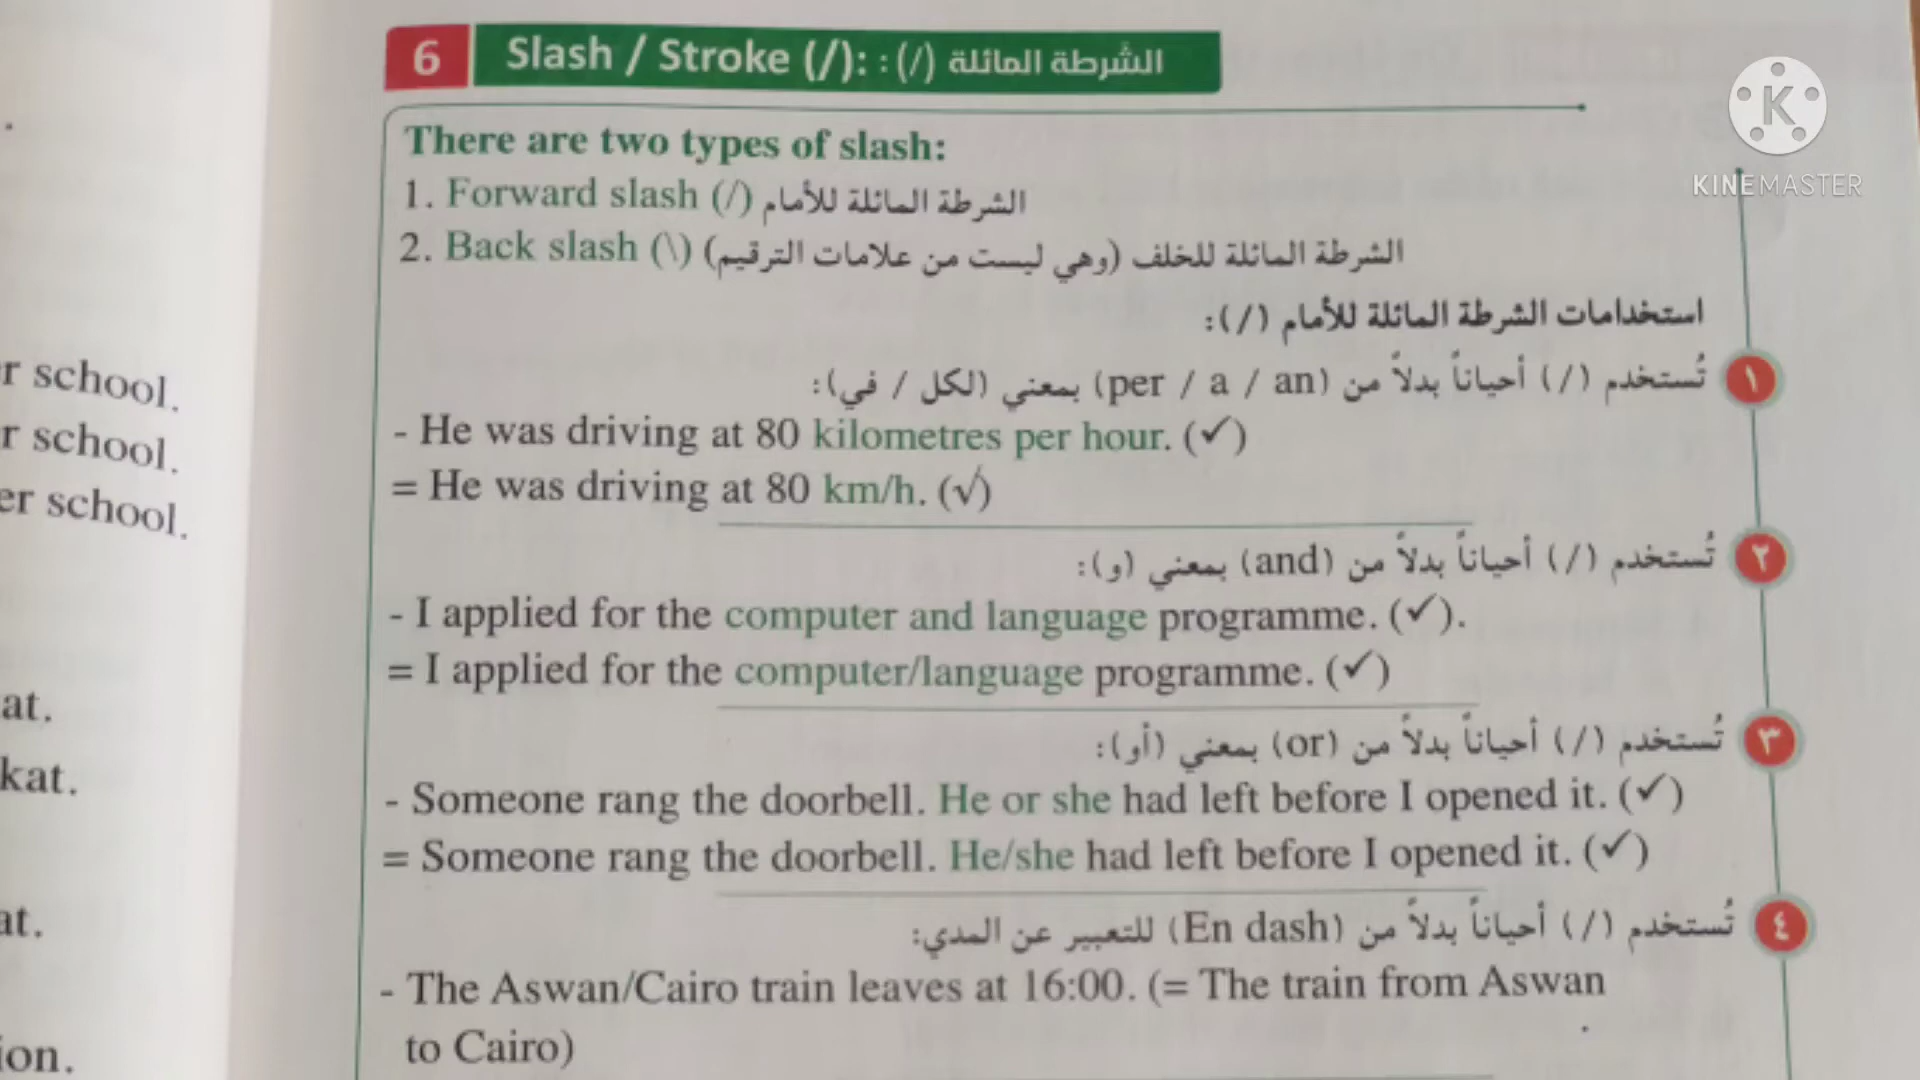 6 Slash / Stroke (/): : (/) الشَّرطة المائلة
K
KINEMASTER
There are two types of slash:
1. Forward slash (/) الشرطة المائلة للأمام
2. Back slash (\) (وهي ليست من علامات الترقيم) الشرطة المائلة للخلف
استخدامات الشرطة المائلة للأمام (/):
١ تُستخدم (/) أحياناً بدلاً من (per / a / an) بمعني (لكل / في):
- He was driving at 80 kilometres per hour. (✓)
= He was driving at 80 km/h. (√)
٢ تُستخدم (/) أحياناً بدلاً من (and) بمعني (و):
- I applied for the computer and language programme. (✓).
= I applied for the computer/language programme. (✓)
٣ تُستخدم (/) أحياناً بدلاً من (or) بمعني (أو):
- Someone rang the doorbell. He or she had left before I opened it. (✓)
= Someone rang the doorbell. He/she had left before I opened it. (✓)
٤ تُستخدم (/) أحياناً بدلاً من (En dash) للتعبير عن المدي:
- The Aswan/Cairo train leaves at 16:00. (= The train from Aswan
to Cairo)
r school.
r school.
er school.
at.
kat.
at.
ion.